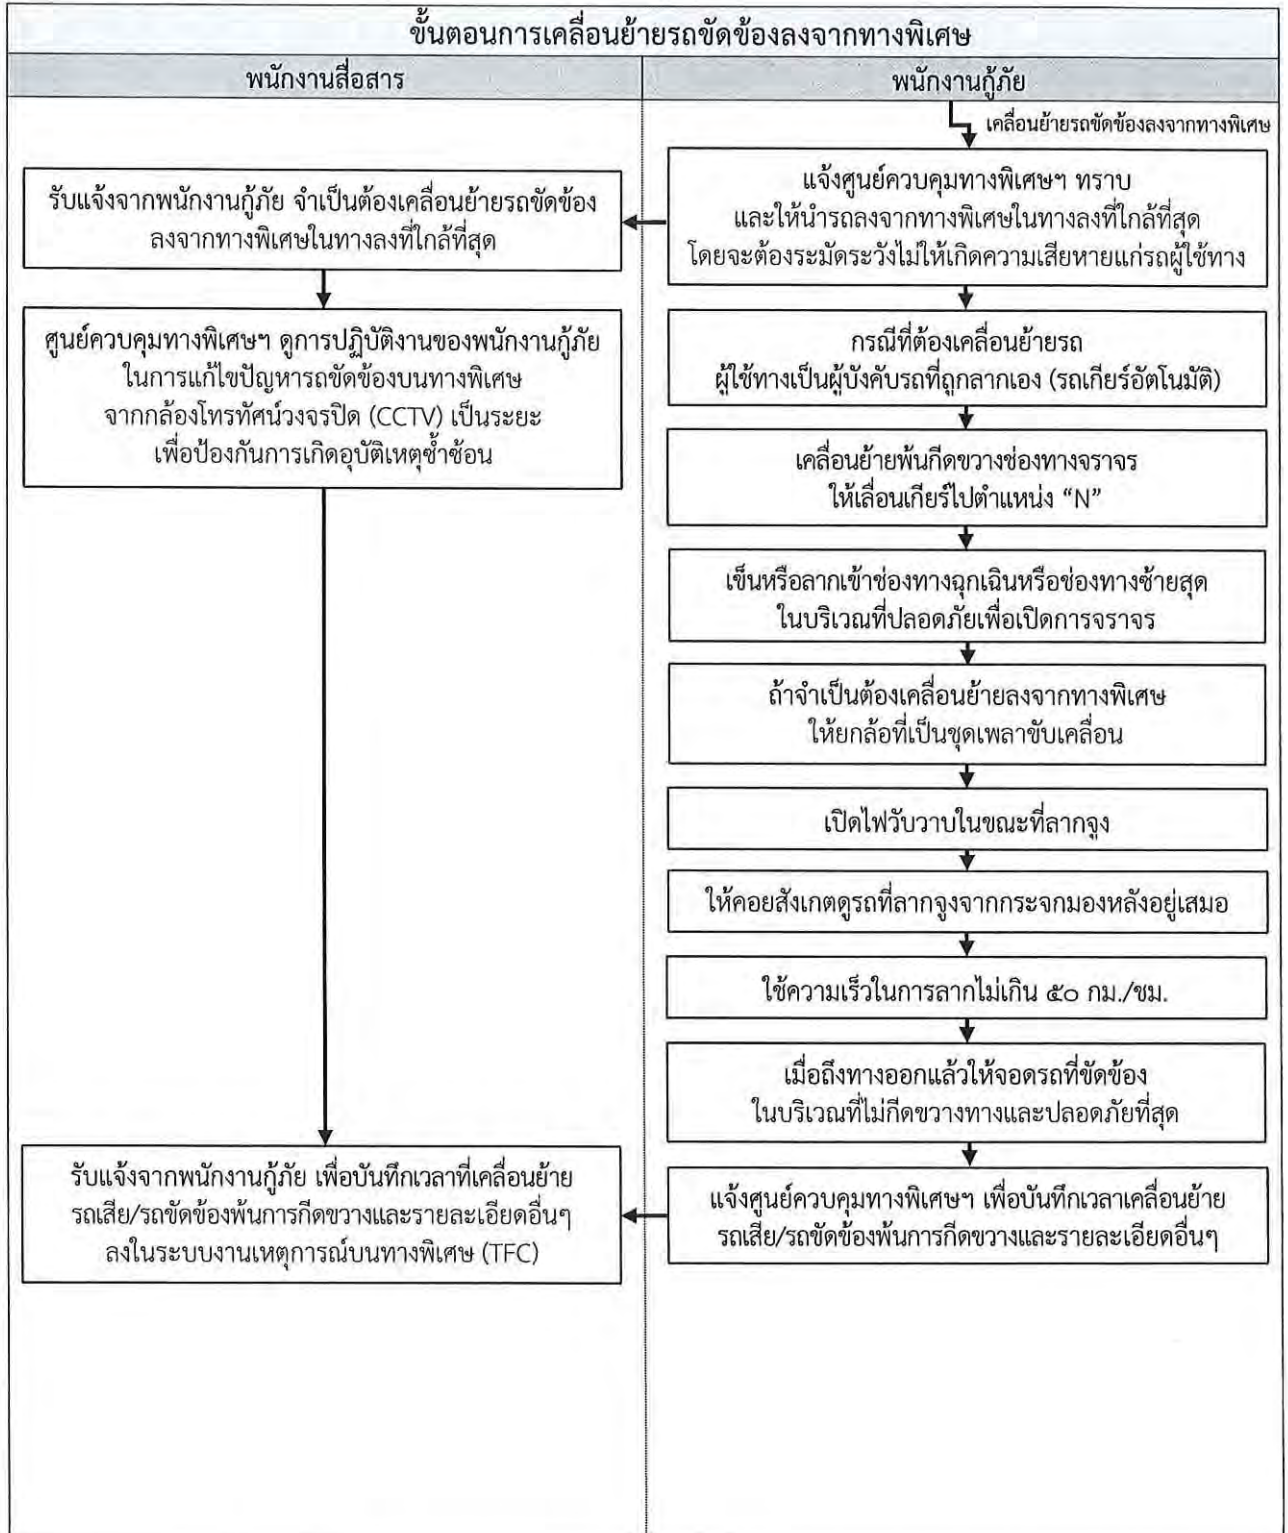 ขั้นตอนการเคลื่อนย้ายรถขัดข้องลงจากทางพิเศษ
พนักงานสื่อสาร
พนักงานกู้ภัย
เคลื่อนย้ายรถขัดข้องลงจากทางพิเศษ
รับแจ้งจากพนักงานกู้ภัย จำเป็นต้องเคลื่อนย้ายรถขัดข้อง
ลงจากทางพิเศษในทางลงที่ใกล้ที่สุด
แจ้งศูนย์ควบคุมทางพิเศษฯ ทราบ
และให้นำรถลงจากทางพิเศษในทางลงที่ใกล้ที่สุด
โดยจะต้องระมัดระวังไม่ให้เกิดความเสียหายแก่รถผู้ใช้ทาง
ศูนย์ควบคุมทางพิเศษฯ ดูการปฏิบัติงานของพนักงานกู้ภัย
ในการแก้ไขปัญหารถขัดข้องบนทางพิเศษ
จากกล้องโทรทัศน์วงจรปิด (CCTV) เป็นระยะ
เพื่อป้องกันการเกิดอุบัติเหตุซ้ำซ้อน
กรณีที่ต้องเคลื่อนย้ายรถ
ผู้ใช้ทางเป็นผู้บังคับรถที่ถูกลากเอง (รถเกียร์อัตโนมัติ)
เคลื่อนย้ายพ้นกีดขวางช่องทางจราจร
ให้เลื่อนเกียร์ไปตำแหน่ง “N”
เข็นหรือลากเข้าช่องทางฉุกเฉินหรือช่องทางซ้ายสุด
ในบริเวณที่ปลอดภัยเพื่อเปิดการจราจร
ถ้าจำเป็นต้องเคลื่อนย้ายลงจากทางพิเศษ
ให้ยกล้อที่เป็นชุดเพลาขับเคลื่อน
เปิดไฟวับวาบในขณะที่ลากจูง
ให้คอยสังเกตดูรถที่ลากจูงจากกระจกมองหลังอยู่เสมอ
ใช้ความเร็วในการลากไม่เกิน ๕๐ กม./ชม.
เมื่อถึงทางออกแล้วให้จอดรถที่ขัดข้อง
ในบริเวณที่ไม่กีดขวางทางและปลอดภัยที่สุด
รับแจ้งจากพนักงานกู้ภัย เพื่อบันทึกเวลาที่เคลื่อนย้าย
รถเสีย/รถขัดข้องพ้นการกีดขวางและรายละเอียดอื่นๆ
ลงในระบบงานเหตุการณ์บนทางพิเศษ (TFC)
แจ้งศูนย์ควบคุมทางพิเศษฯ เพื่อบันทึกเวลาเคลื่อนย้าย
รถเสีย/รถขัดข้องพ้นการกีดขวางและรายละเอียดอื่นๆ